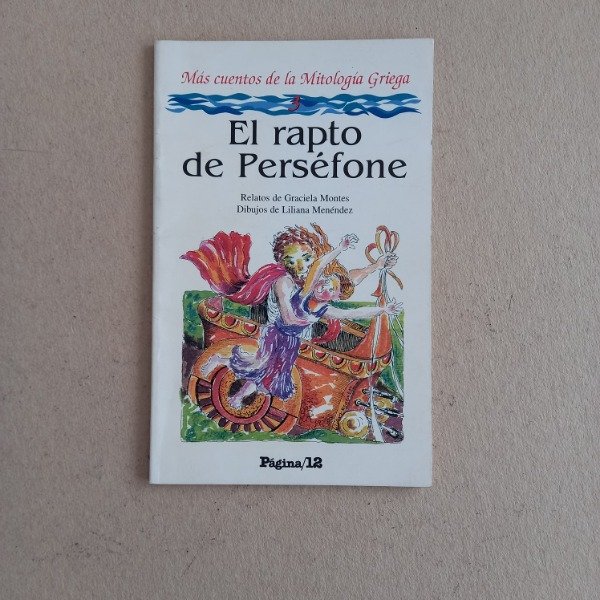 Más cuentos de la Mitología Griega
3
El rapto
de Perséfone
Relatos de Graciela Montes
Dibujos de Liliana Menéndez
Página/12